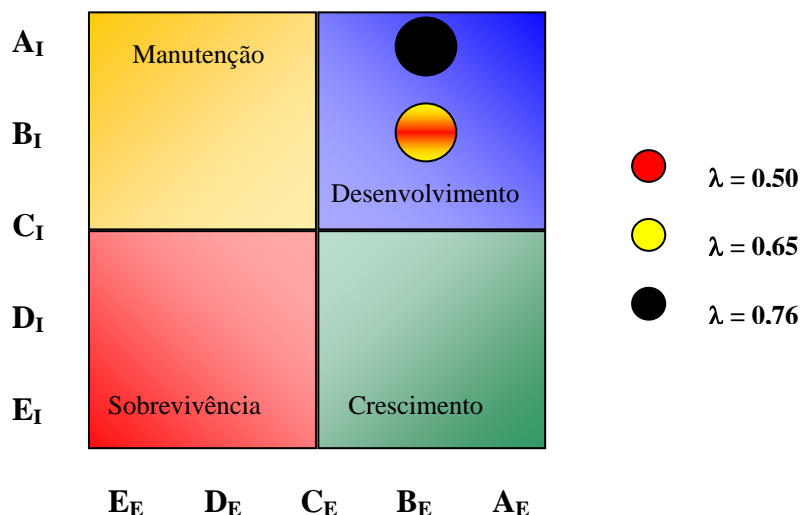 A_I
Manutenção
B_I
λ = 0.50
Desenvolvimento
C_I
λ = 0.65
D_I
λ = 0.76
E_I
Sobrevivência
Crescimento
E_E D_E C_E B_E A_E